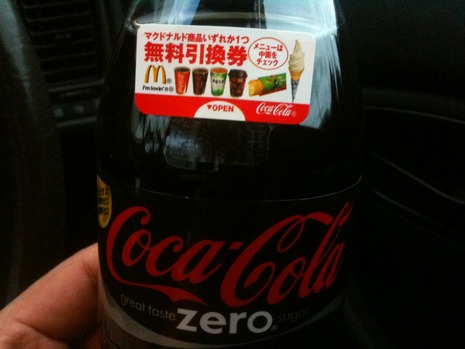 マクドナルド商品いずれか1つ
無料引換券
メニューは
中面を
チェック
M
i'm lovin' it®
▼OPEN
Coca-Cola®
Coca-Cola
great taste zero® sugar